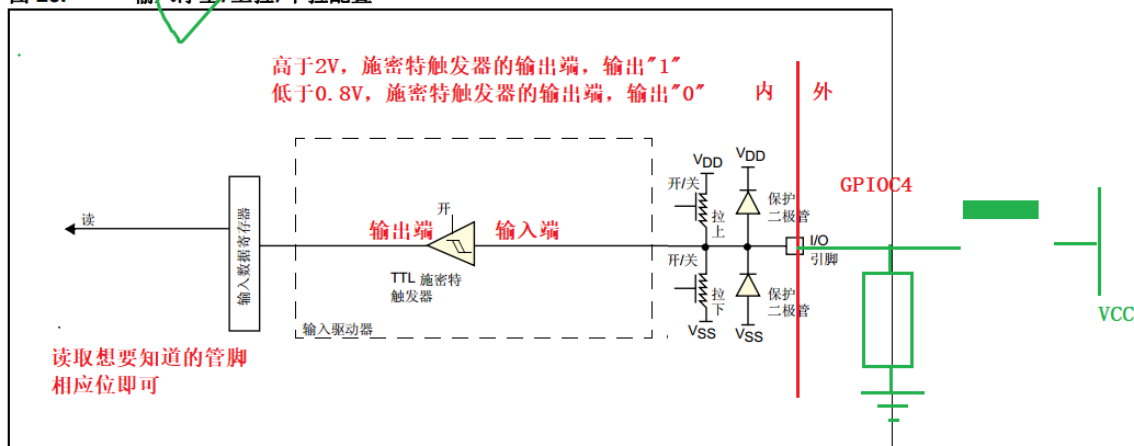 高于2V，施密特触发器的输出端，输出"1"
低于0.8V，施密特触发器的输出端，输出"0"
内 外
VDD VDD
GPIOC4
开/关
拉上
保护二极管
读
输入数据寄存器
开
输出端
输入端
I/O
引脚
TTL 施密特
触发器
开/关
拉下
保护二极管
VSS VSS
VCC
输入驱动器
读取想要知道的管脚
相应位即可